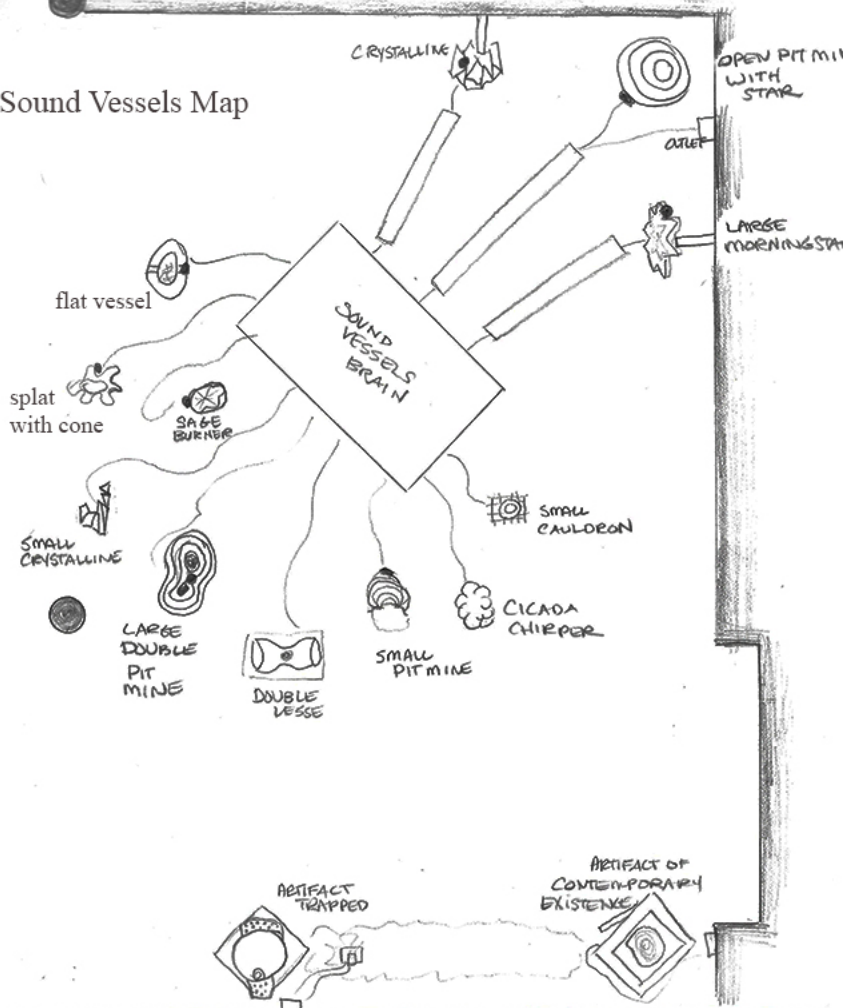 CRYSTALLINE
OPEN PIT MIN
WITH
STAR
Sound Vessels Map
OUTLET
LARGE
MORNINGSTA
flat vessel
SOUND
VESSELS
BRAIN
splat
with cone
SAGE
BURNER
SMALL
CAULDRON
SMALL
CRYSTALLINE
CICADA
CHIRPER
LARGE
DOUBLE
PIT
MINE
SMALL
PIT MINE
DOUBLE
VESSE
ARTIFACT
TRAPPED
ARTIFACT OF
CONTEMPORARY
EXISTENCE